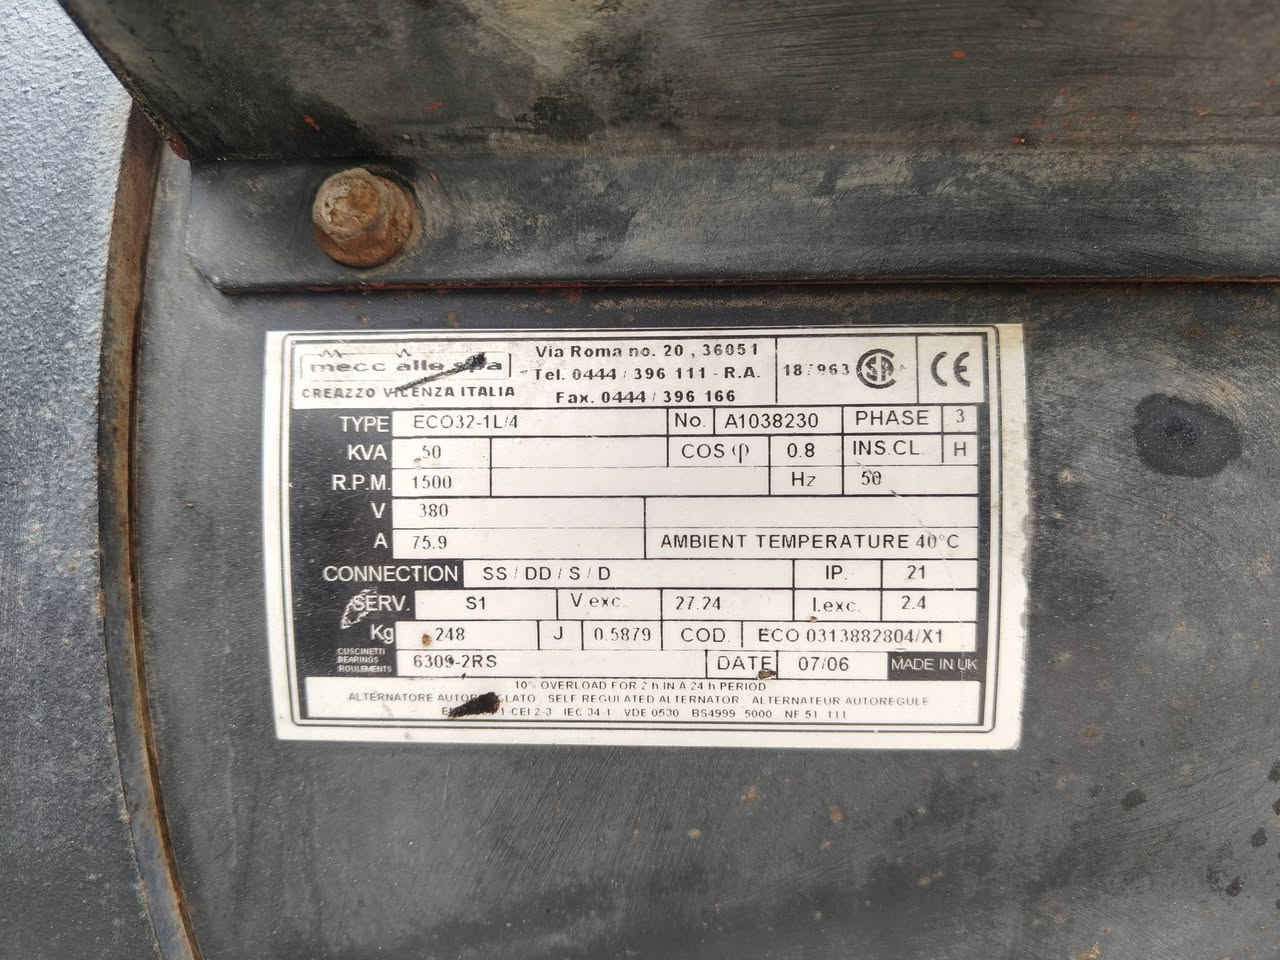 mecc alte spa
CREAZZO VICENZA ITALIA
Via Roma no. 20 , 36051
Tel. 0444 / 396 111 - R.A.
Fax. 0444 / 396 166
SP
CE
TYPE ECO32-1L/4 No. A1038230 PHASE 3
KVA 50 COS φ 0.8 INS.CL. H
R.P.M. 1500 Hz 50
V 380
A 75.9 AMBIENT TEMPERATURE 40°C
CONNECTION SS / DD / S / D IP. 21
SERV. S1 V exc. 27.24 I.exc. 2.4
Kg 248 J 0.5879 COD. ECO 0313882804/X1
CUSCINETTI
BEARINGS
ROULEMENTS
6309-2RS DATE 07/06 MADE IN UK
10% OVERLOAD FOR 2 h IN A 24 h PERIOD
ALTERNATORE SELF REGULATED ALTERNATOR ALTERNATEUR AUTOREGULE
CEI 2-3 IEC 34-1 VDE 0530 BS4999 5000 NF 51 111